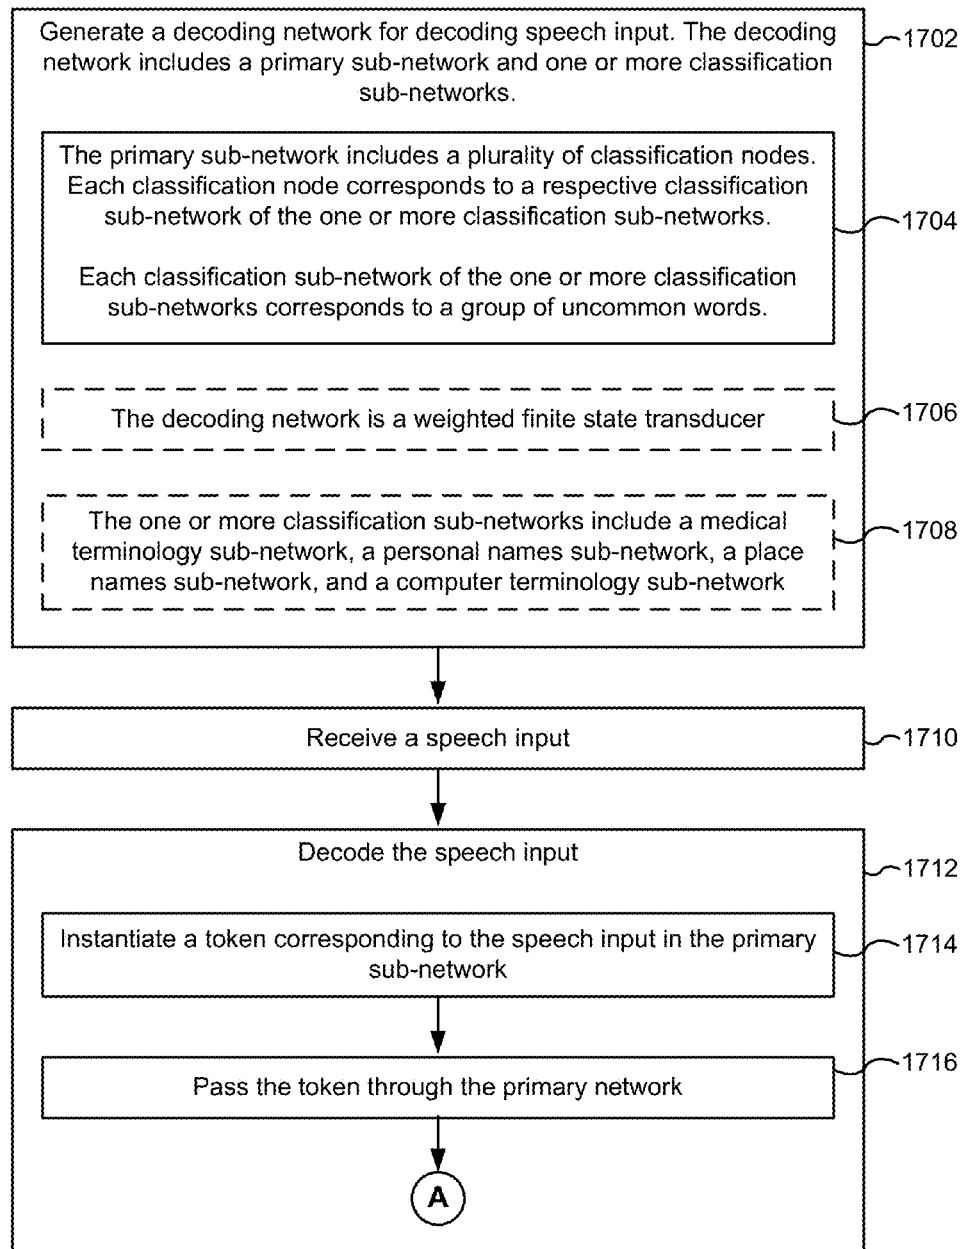 Generate a decoding network for decoding speech input. The decoding
network includes a primary sub-network and one or more classification
sub-networks.
1702
The primary sub-network includes a plurality of classification nodes.
Each classification node corresponds to a respective classification
sub-network of the one or more classification sub-networks.
1704
Each classification sub-network of the one or more classification
sub-networks corresponds to a group of uncommon words.
The decoding network is a weighted finite state transducer
1706
The one or more classification sub-networks include a medical
terminology sub-network, a personal names sub-network, a place
names sub-network, and a computer terminology sub-network
1708
Receive a speech input
1710
Decode the speech input
1712
Instantiate a token corresponding to the speech input in the primary
sub-network
1714
Pass the token through the primary network
1716
A